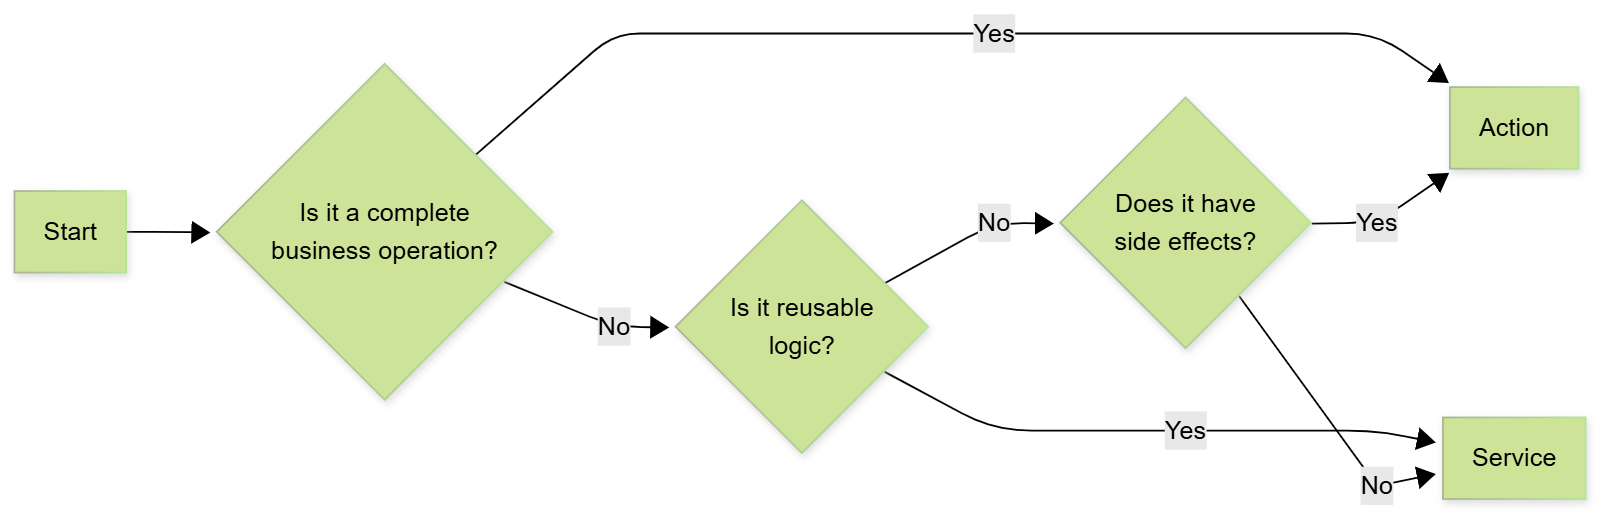 Start
Is it a complete
business operation?
Yes
No
Is it reusable
logic?
No
Yes
Does it have
side effects?
Yes
No
Action
Service